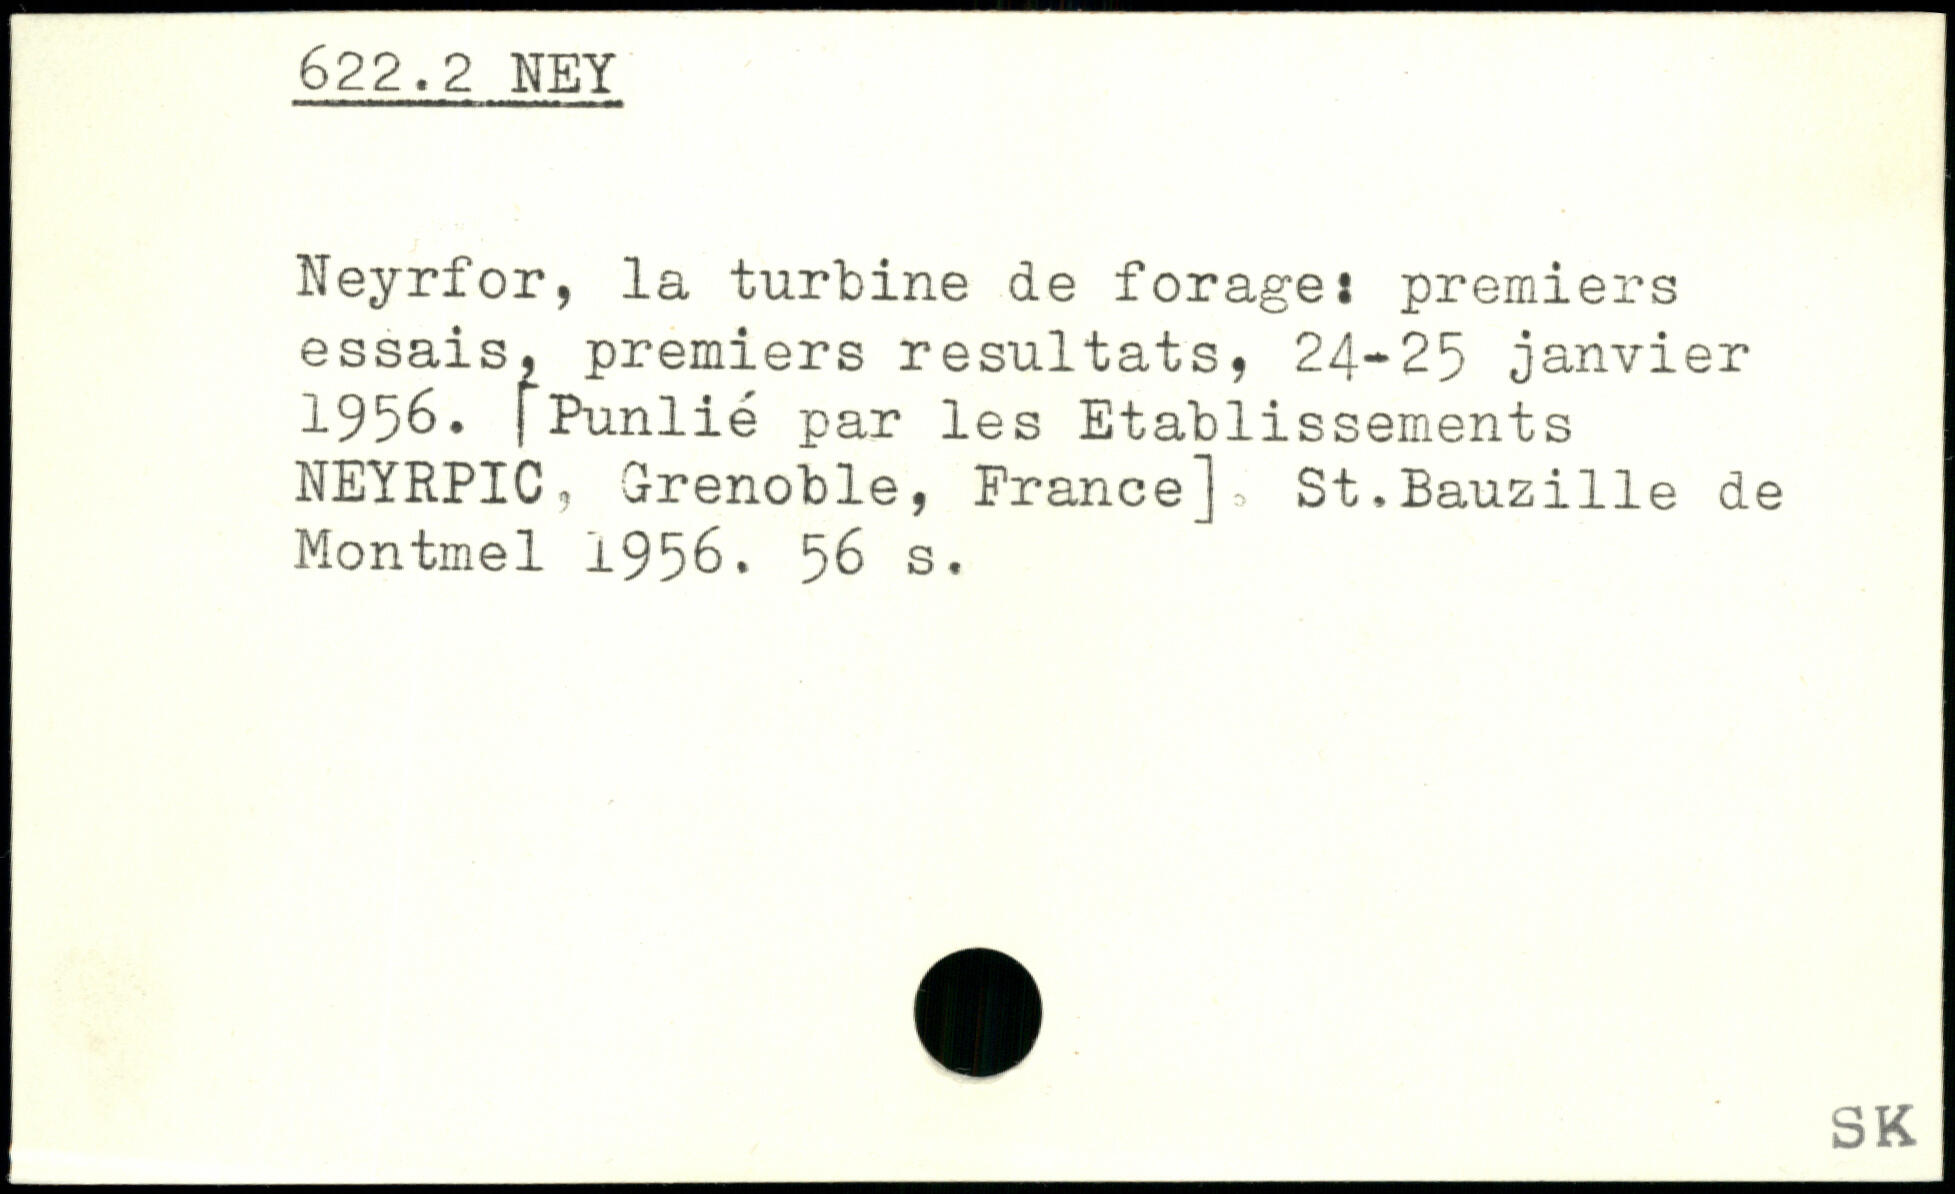 622.2 NEY
Neyrfor, la turbine de forage: premiers
essais, premiers resultats, 24-25 janvier
1956. [Punlié par les Etablissements
NEYRPIC, Grenoble, France]. St.Bauzille de
Montmel 1956. 56 s.
SK